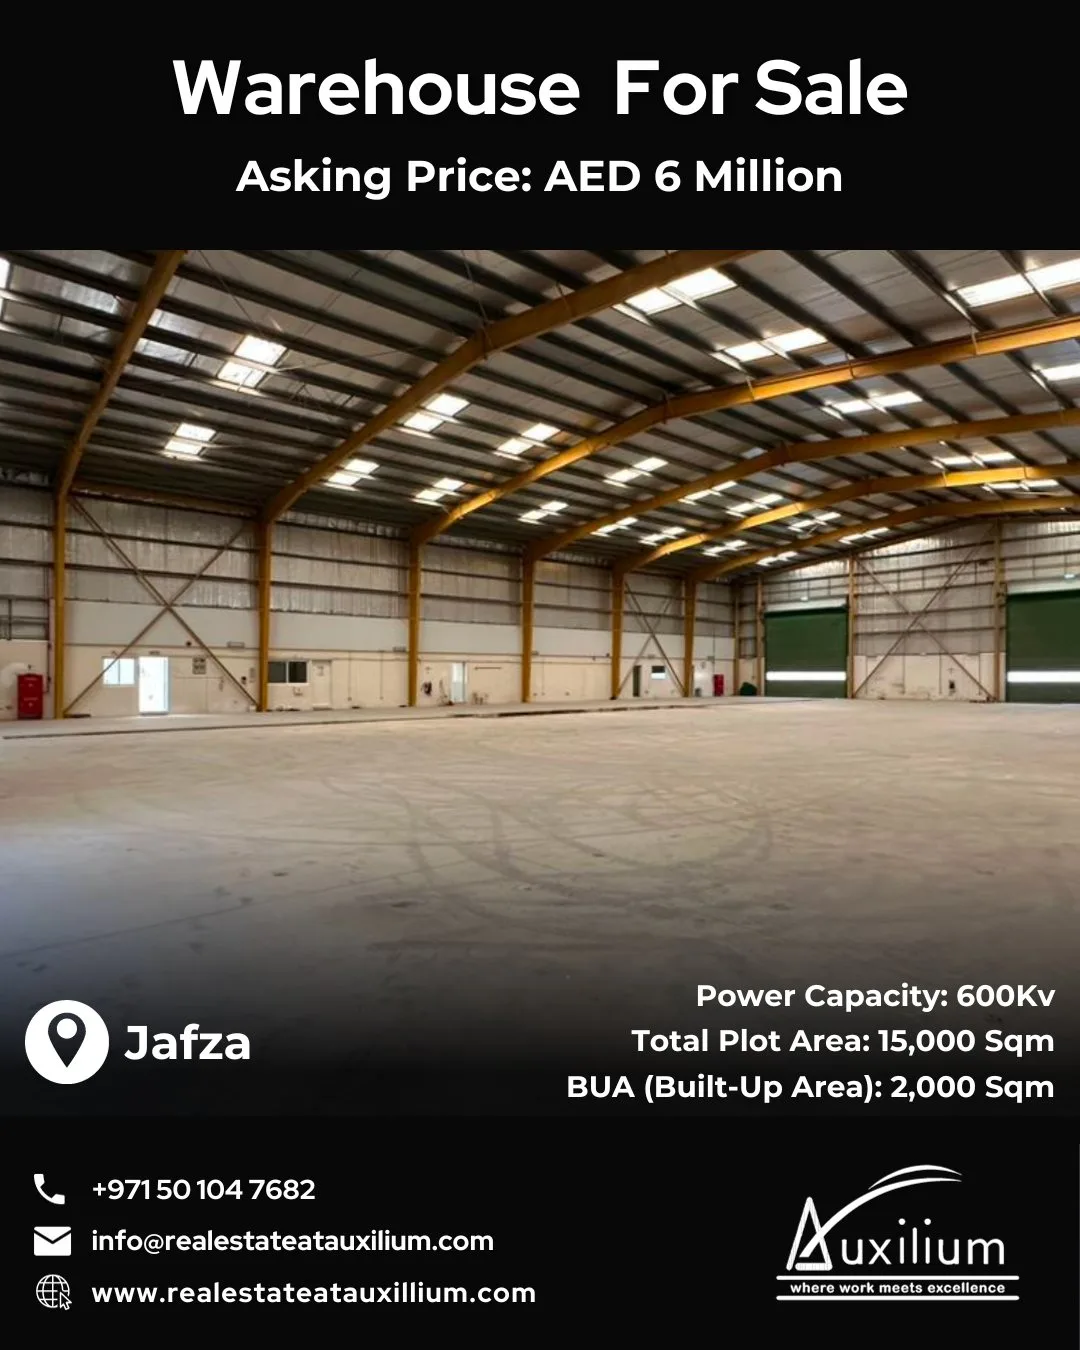 Warehouse For Sale
Asking Price: AED 6 Million
Jafza
Power Capacity: 600Kv
Total Plot Area: 15,000 Sqm
BUA (Built-Up Area): 2,000 Sqm
+971 50 104 7682
info@realestateatauxilium.com
www.realestateatauxillium.com
Auxilium
where work meets excellence